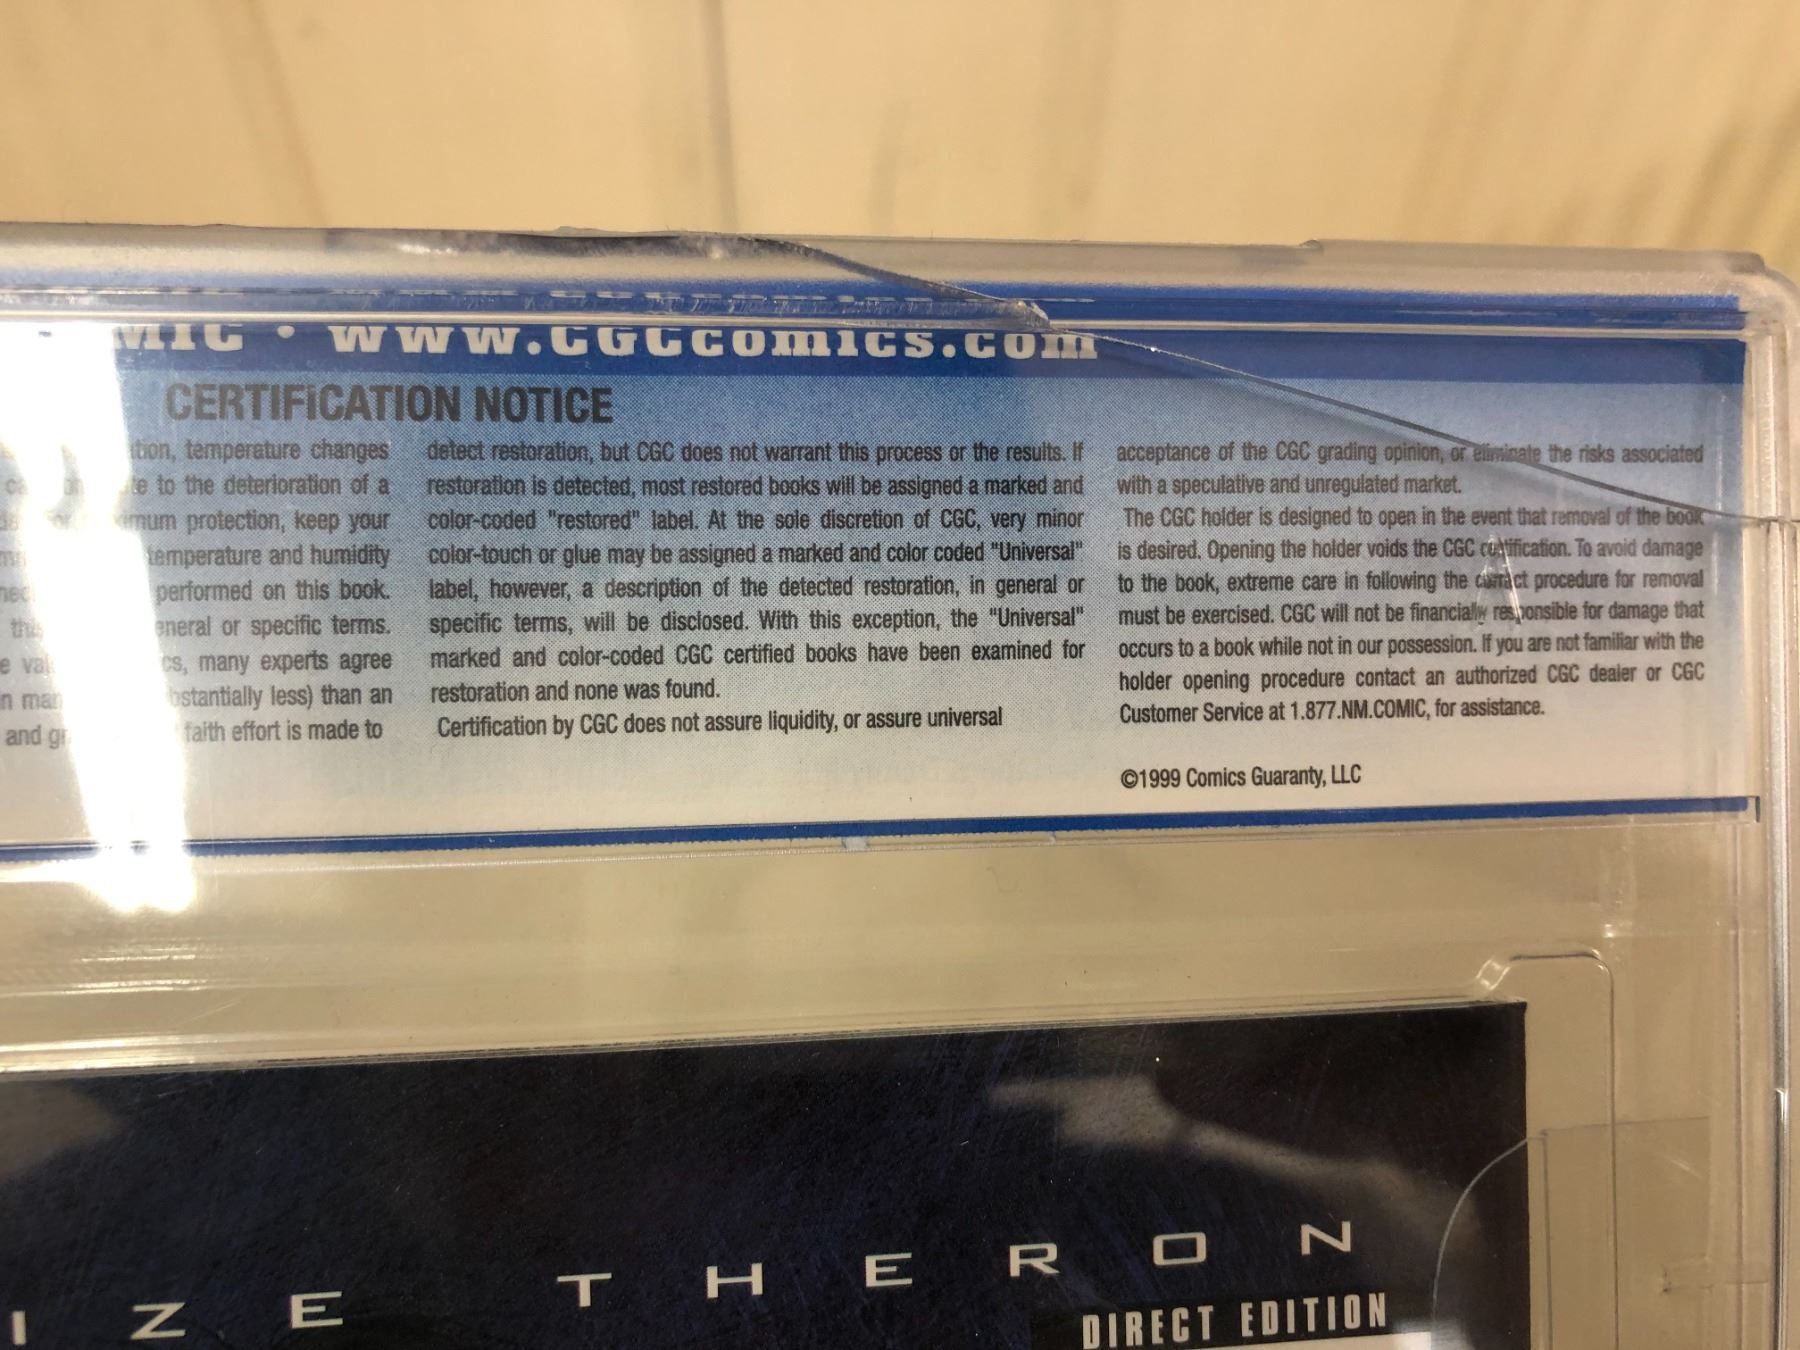 MIC • www.CGCcomics.com
CERTIFICATION NOTICE
temperature changes
to the deterioration of a
protection, keep your
temperature and humidity
performed on this book.
or specific terms.
many experts agree
less) than an
and faith effort is made to
detect restoration, but CGC does not warrant this process or the results. If
restoration is detected, most restored books will be assigned a marked and
color-coded "restored" label. At the sole discretion of CGC, very minor
color-touch or glue may be assigned a marked and color coded "Universal"
label, however, a description of the detected restoration, in general or
specific terms, will be disclosed. With this exception, the "Universal"
marked and color-coded CGC certified books have been examined for
restoration and none was found.
Certification by CGC does not assure liquidity, or assure universal
acceptance of the CGC grading opinion, or eliminate the risks associated
with a speculative and unregulated market.
The CGC holder is designed to open in the event that removal of the book
is desired. Opening the holder voids the CGC certification. To avoid damage
to the book, extreme care in following the correct procedure for removal
must be exercised. CGC will not be financially responsible for damage that
occurs to a book while not in our possession. If you are not familiar with the
holder opening procedure contact an authorized CGC dealer or CGC
Customer Service at 1.877.NM.COMIC, for assistance.
©1999 Comics Guaranty, LLC
IZE THERON
DIRECT EDITION